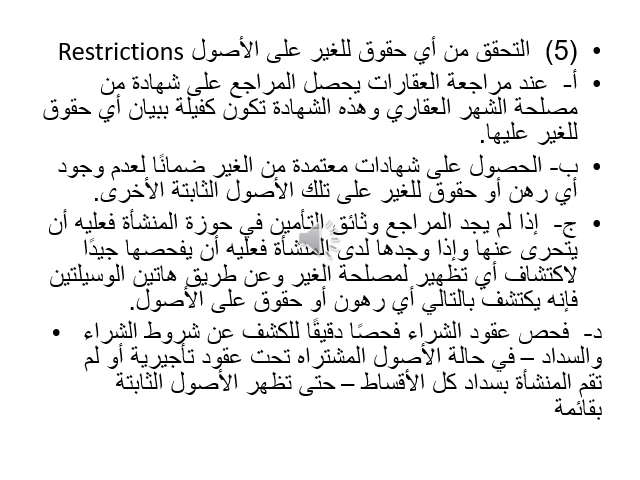 • (5) التحقق من أي حقوق للغير على الأصول Restrictions
• أ- عند مراجعة العقارات يحصل المراجع على شهادة من
مصلحة الشهر العقاري وهذه الشهادة تكون كفيلة ببيان أي حقوق
للغير عليها.
• ب- الحصول على شهادات معتمدة من الغير ضمانًا لعدم وجود
أي رهن أو حقوق للغير على تلك الأصول الثابتة الأخرى.
• ج- إذا لم يجد المراجع وثائق التأمين في حوزة المنشأة فعليه أن
يتحرى عنها وإذا وجدها لدى المنشأة فعليه أن يفحصها جيدًا
لاكتشاف أي تظهير لمصلحة الغير وعن طريق هاتين الوسيلتين
فإنه يكتشف بالتالي أي رهون أو حقوق على الأصول.
د- فحص عقود الشراء فحصًا دقيقًا للكشف عن شروط الشراء •
والسداد – في حالة الأصول المشتراه تحت عقود تأجيرية أو لم
تقم المنشأة بسداد كل الأقساط – حتى تظهر الأصول الثابتة
بقائمة